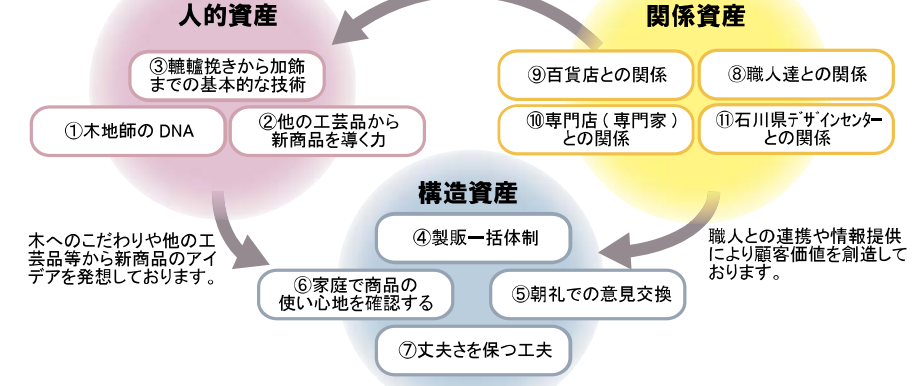 人的資産
③轆轤挽きから加飾
までの基本的な技術
①木地師の DNA
②他の工芸品から
新商品を導く力
関係資産
⑨百貨店との関係
⑧職人達との関係
⑩専門店 ( 専門家 )
との関係
⑪石川県ﾃﾞｻﾞｲﾝｾﾝﾀｰ
との関係
構造資産
④製販一括体制
⑥家庭で商品の
使い心地を確認する
⑤朝礼での意見交換
⑦丈夫さを保つ工夫
木へのこだわりや他の工
芸品等から新商品のアイ
デアを発想しております。
職人との連携や情報提供
により顧客価値を創造して
おります。